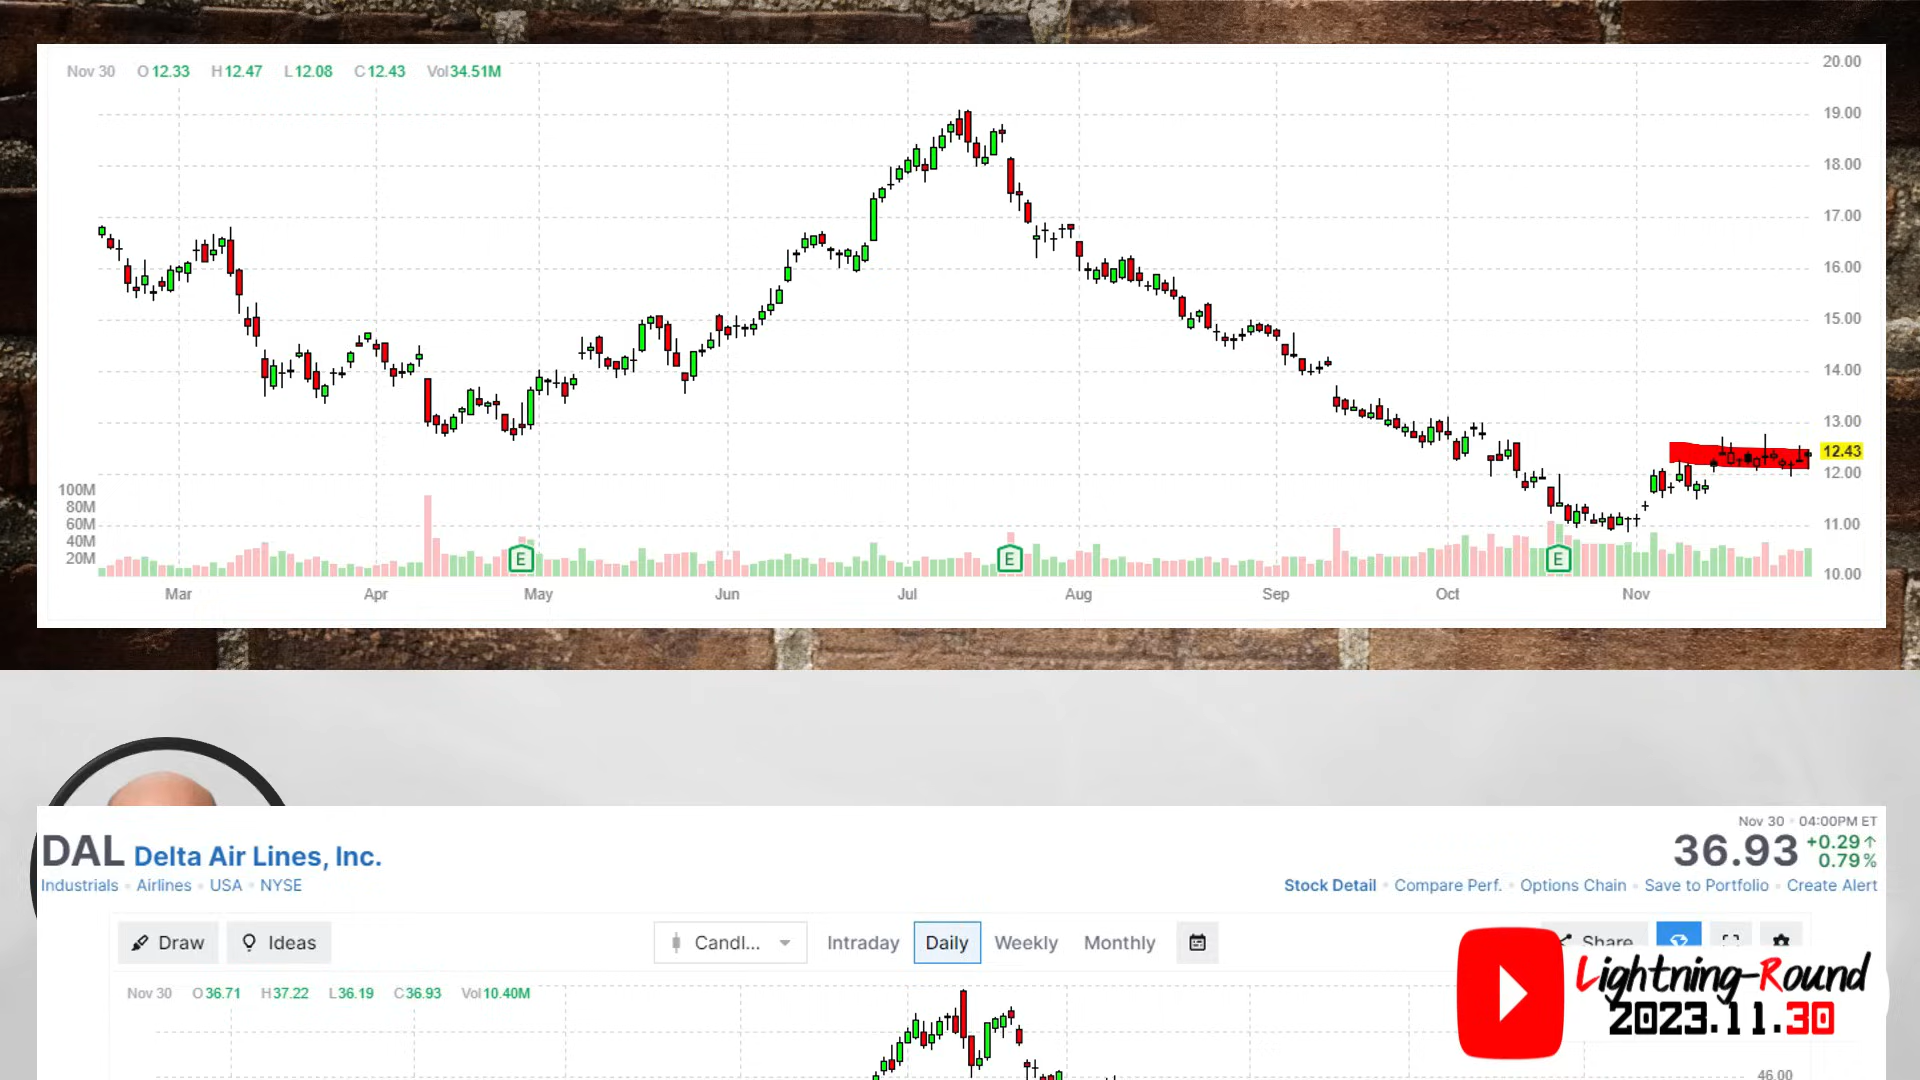 Nov 30 O 12.33 H 12.47 L 12.08 C 12.43 Vol 34.51M
20.00
19.00
18.00
17.00
16.00
15.00
14.00
13.00
12.43
12.00
11.00
10.00
100M
80M
60M
40M
20M
E E E
Mar Apr May Jun Jul Aug Sep Oct Nov
Nov 30 04:00PM ET
DAL Delta Air Lines, Inc.
36.93 +0.29↑
0.79%
Industrials Airlines USA NYSE
Stock Detail Compare Perf. Options Chain Save to Portfolio Create Alert
Draw Ideas Candl... Intraday Daily Weekly Monthly Share
Nov 30 O 36.71 H 37.22 L 36.19 C 36.93 Vol 10.40M
Lightning-Round
2023.11.30
46.00